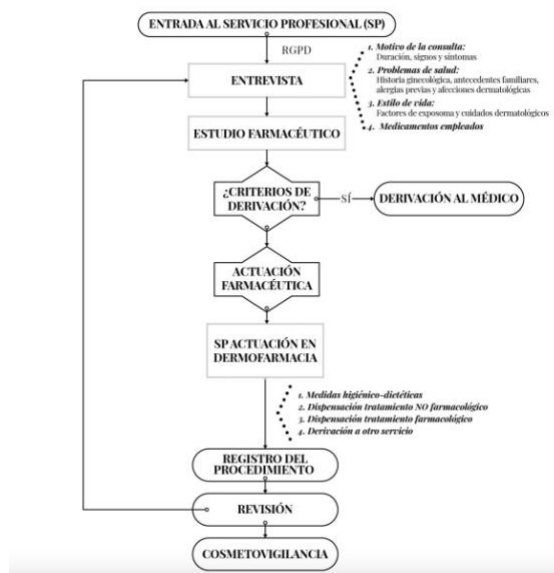 ENTRADA AL SERVICIO PROFESIONAL (SP)
RGPD
ENTREVISTA
1. Motivo de la consulta:
Duración, signos y síntomas
2. Problemas de salud:
Historia ginecológica, antecedentes familiares,
alergias previas y afecciones dermatológicas
3. Estilo de vida:
Factores de exposoma y cuidados dermatológicos
4. Medicamentos empleados
ESTUDIO FARMACÉUTICO
¿CRITERIOS DE
DERIVACIÓN?
SÍ
DERIVACIÓN AL MÉDICO
ACTUACIÓN
FARMACÉUTICA
SP ACTUACIÓN EN
DERMOFARMACIA
1. Medidas higiénico-dietéticas
2. Dispensación tratamiento NO farmacológico
3. Dispensación tratamiento farmacológico
4. Derivación a otro servicio
REGISTRO DEL
PROCEDIMIENTO
REVISIÓN
COSMETOVIGILANCIA